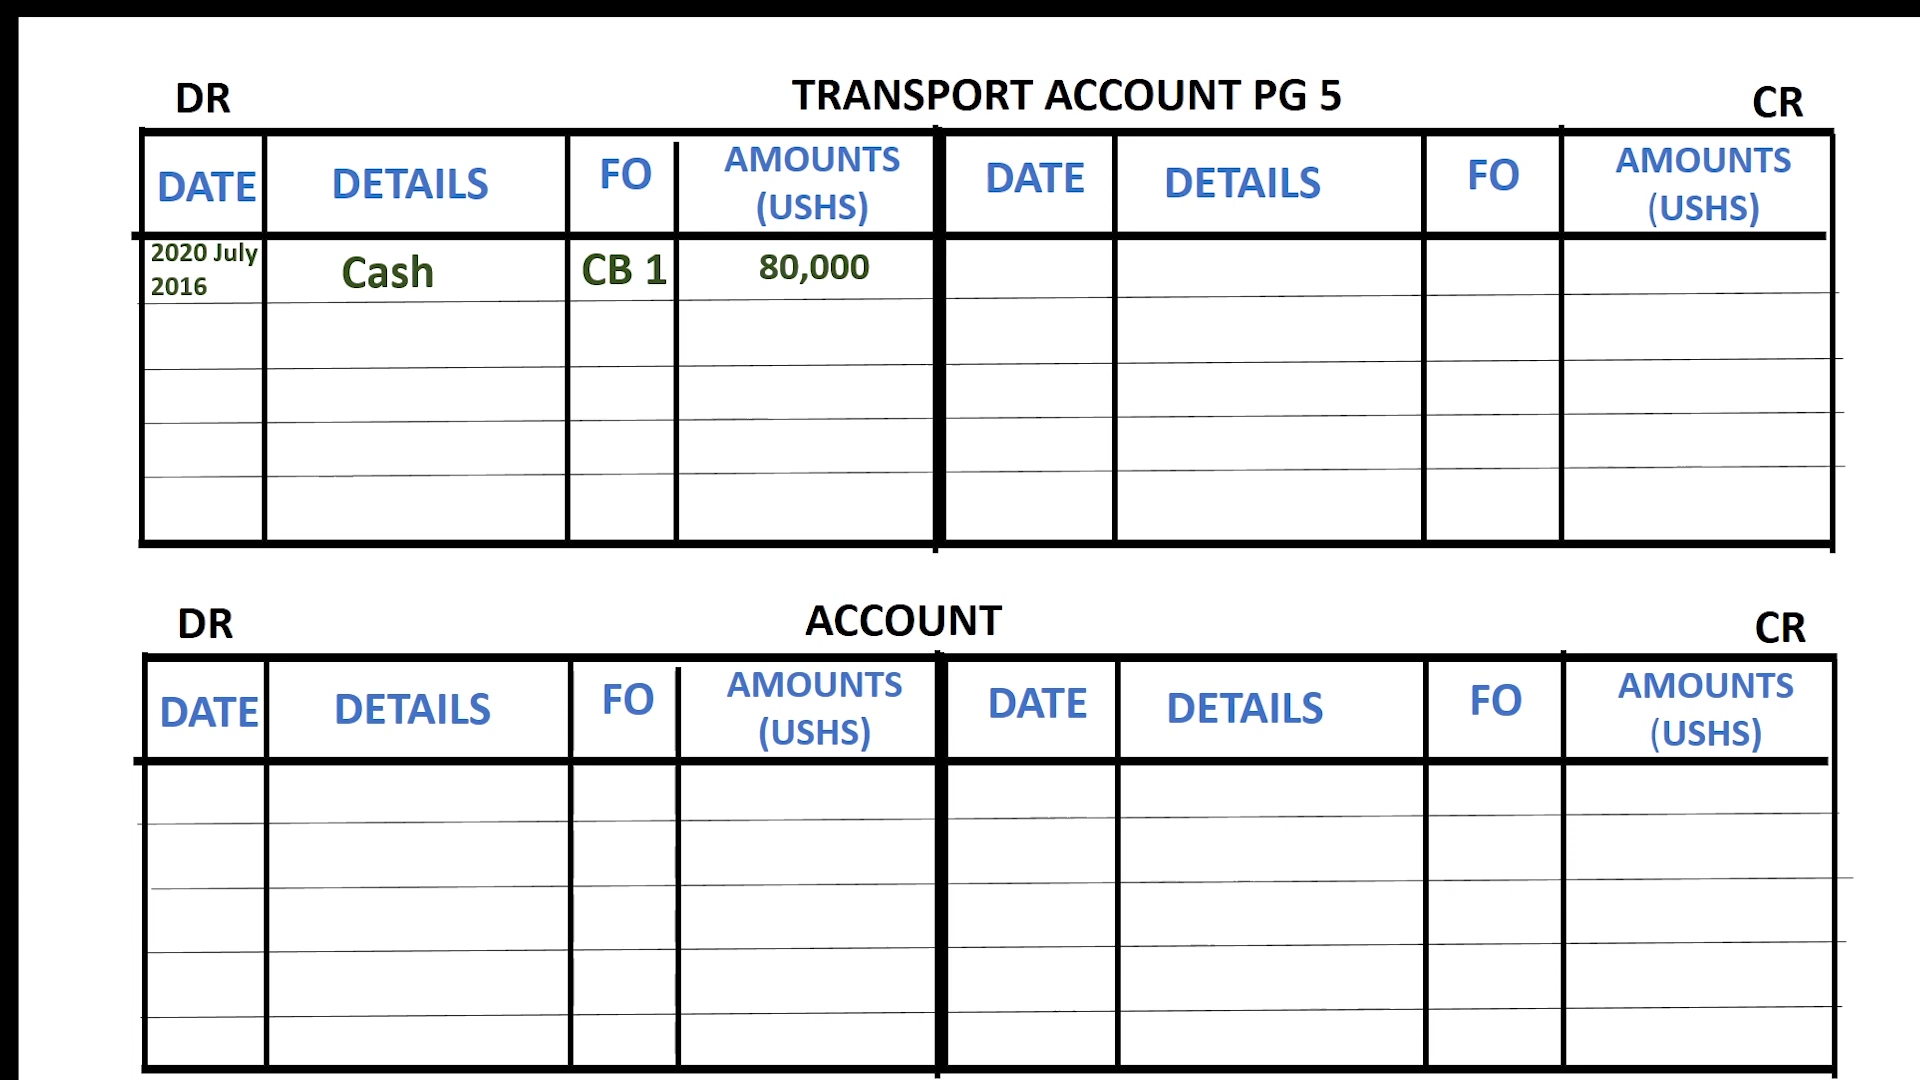 DR TRANSPORT ACCOUNT PG 5 CR
DATE DETAILS FO AMOUNTS (USHS) DATE DETAILS FO AMOUNTS (USHS)
2020 July 2016 Cash CB 1 80,000
DR ACCOUNT CR
DATE DETAILS FO AMOUNTS (USHS) DATE DETAILS FO AMOUNTS (USHS)